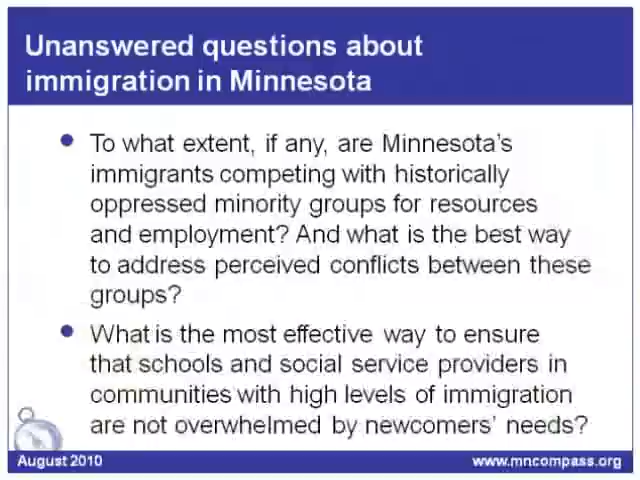 Unanswered questions about
immigration in Minnesota
To what extent, if any, are Minnesota's
immigrants competing with historically
oppressed minority groups for resources
and employment? And what is the best way
to address perceived conflicts between these
groups?
What is the most effective way to ensure
that schools and social service providers in
communities with high levels of immigration
are not overwhelmed by newcomers' needs?
August 2010
www.mncompass.org